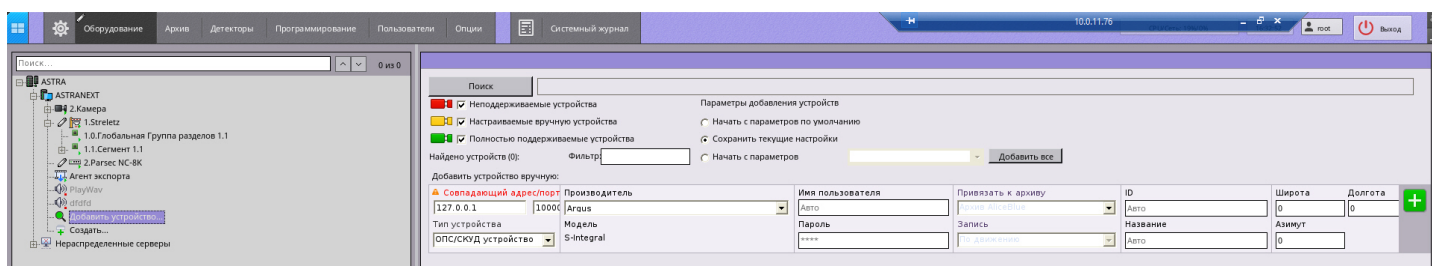 Оборудование Архив Детекторы Программирование Пользователи Опции Системный журнал 10.0.11.76 root Выход
Поиск... 0 из 0
ASTRA
ASTRANEXT
2.Камера
1.Streletz
1.0.Глобальная Группа разделов 1.1
1.1.Сегмент 1.1
2.Parsec NC-8K
Агент экспорта
PlayWav
dfdfd
Добавить устройство...
Создать...
Нераспределенные серверы
Поиск
Неподдерживаемые устройства Параметры добавления устройств
Настраиваемые вручную устройства Начать с параметров по умолчанию
Полностью поддерживаемые устройства Сохранить текущие настройки
Найдено устройств (0): Фильтр: Начать с параметров Добавить все
Добавить устройство вручную:
Совпадающий адрес/порт Производитель Имя пользователя Привязать к архиву ID Широта Долгота
127.0.0.1 10000 Argus Авто Архив AliceBlue Авто 0 0
Тип устройства Модель Пароль Запись Название Азимут
ОПС/СКУД устройство S-Integral **** По движению Авто 0